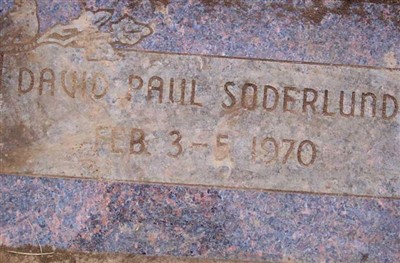 DAVID PAUL SODERLUND
FEB. 3-5 1970